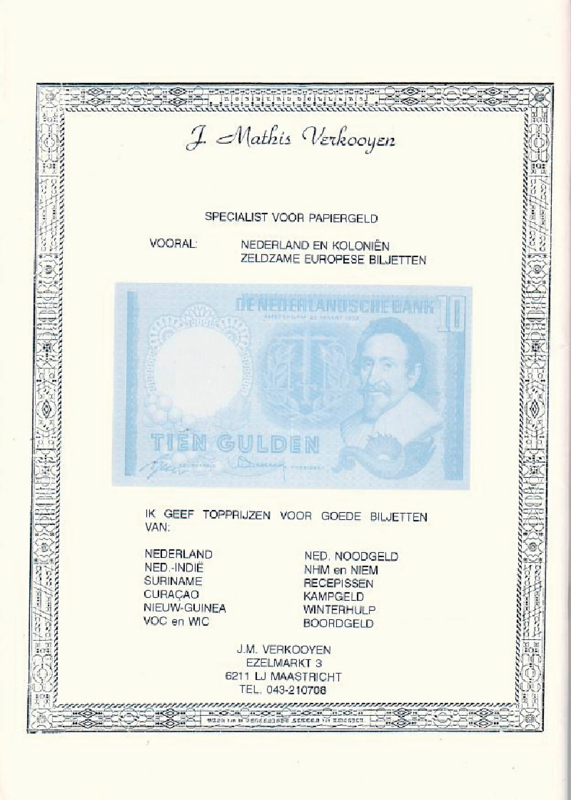 J. Mathis Verkooyen
SPECIALIST VOOR PAPIERGELD
VOORAL: NEDERLAND EN KOLONIËN
ZELDZAME EUROPESE BILJETTEN
DE NEDERLANDSCHE BANK 10
TIEN GULDEN
IK GEEF TOPPRIJZEN VOOR GOEDE BILJETTEN
VAN:
NEDERLAND
NED.-INDIË
SURINAME
CURAÇAO
NIEUW-GUINEA
VOC en WIC
NED. NOODGELD
NHM en NIEM
RECEPISSEN
KAMPGELD
WINTERHULP
BOORDGELD
J.M. VERKOOYEN
EZELMARKT 3
6211 LJ MAASTRICHT
TEL. 043-210706